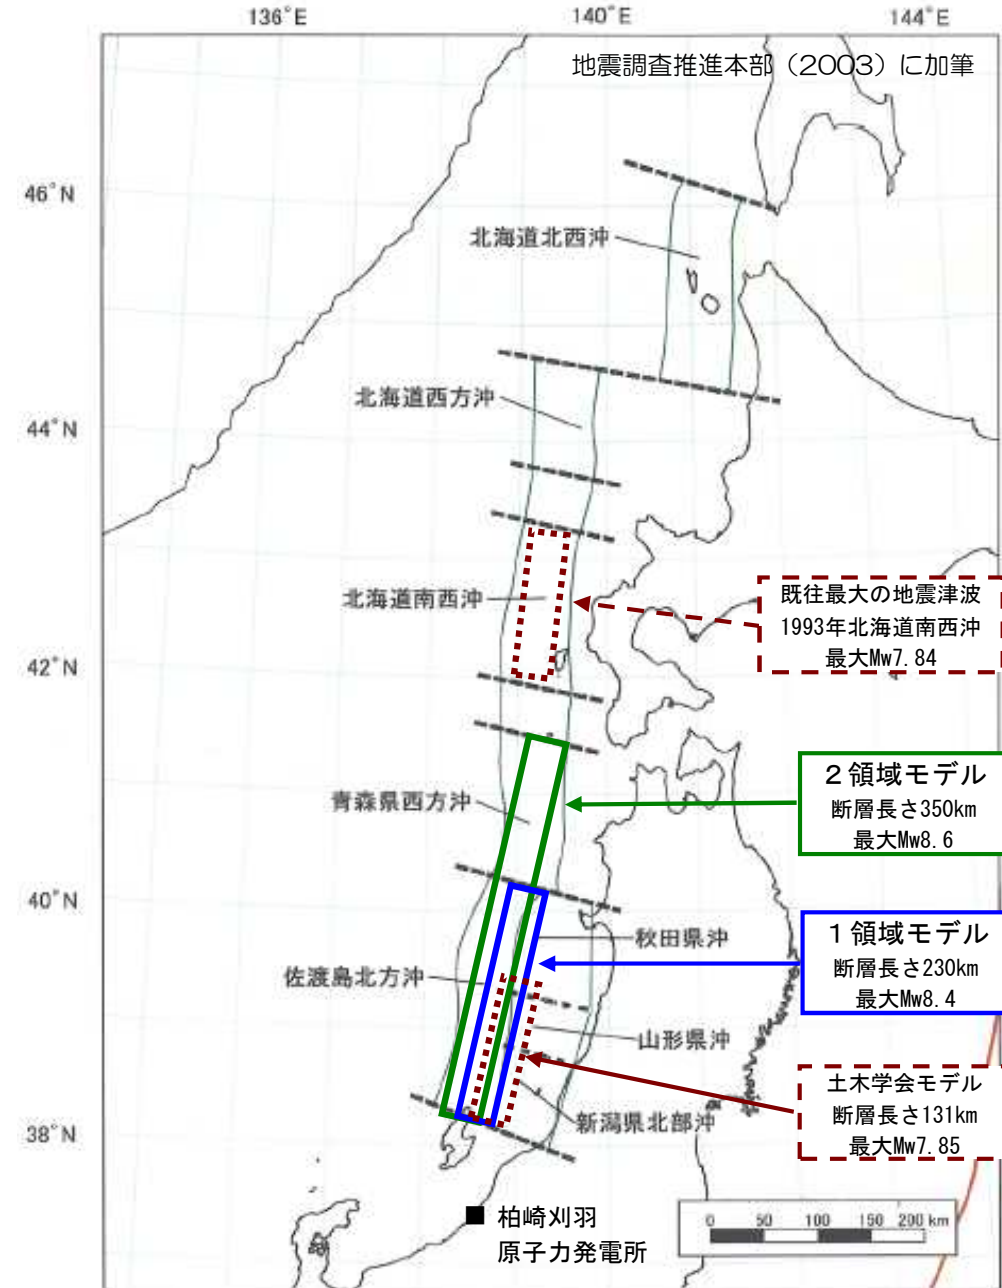 136°E
140°E
144°E
地震調査推進本部（2003）に加筆
46°N
北海道北西沖
北海道西方沖
44°N
北海道南西沖
既往最大の地震津波
1993年北海道南西沖
最大Mw7.84
42°N
２領域モデル
断層長さ350km
最大Mw8.6
青森県西方沖
40°N
秋田県沖
１領域モデル
断層長さ230km
最大Mw8.4
佐渡島北方沖
山形県沖
土木学会モデル
断層長さ131km
最大Mw7.85
新潟県北部沖
38°N
柏崎刈羽
原子力発電所
0 50 100 150 200 km